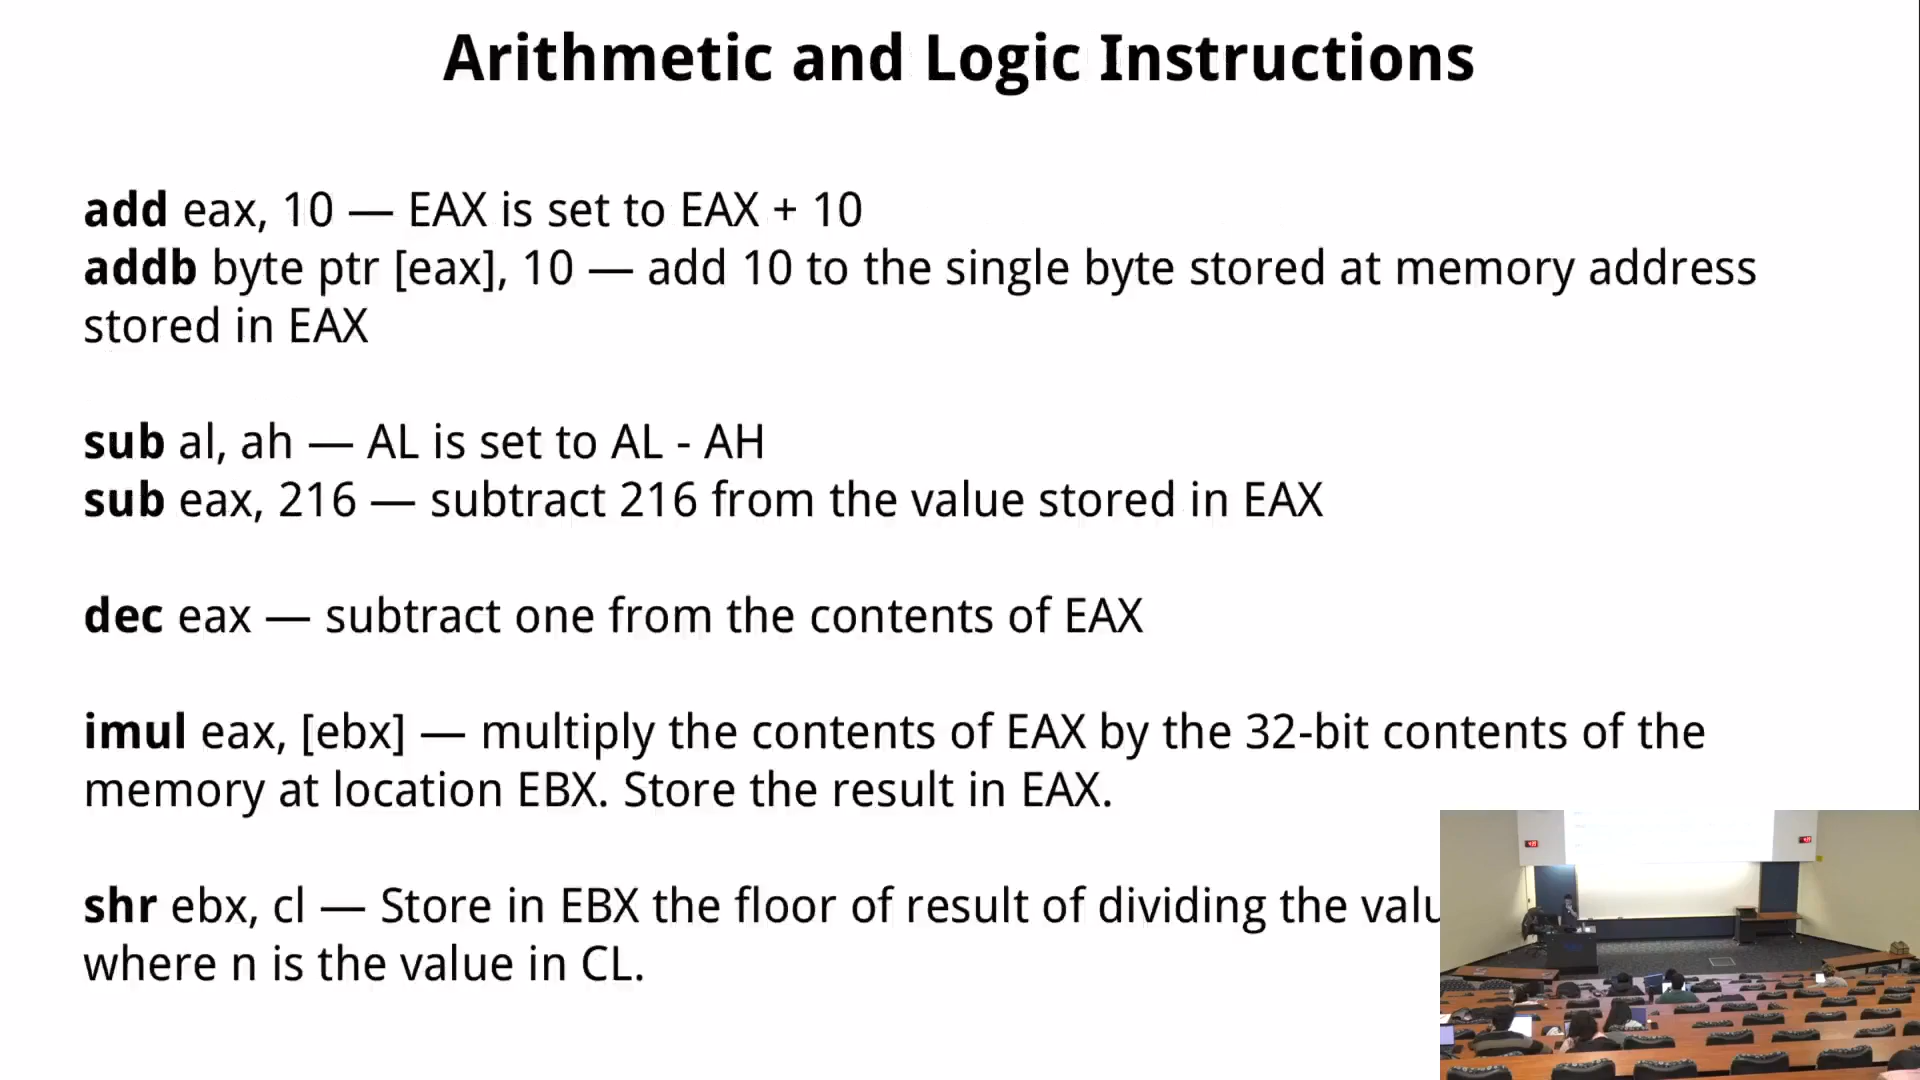 Arithmetic and Logic Instructions
add eax, 10 — EAX is set to EAX + 10
addb byte ptr [eax], 10 — add 10 to the single byte stored at memory address
stored in EAX
sub al, ah — AL is set to AL - AH
sub eax, 216 — subtract 216 from the value stored in EAX
dec eax — subtract one from the contents of EAX
imul eax, [ebx] — multiply the contents of EAX by the 32-bit contents of the
memory at location EBX. Store the result in EAX.
shr ebx, cl — Store in EBX the floor of result of dividing the
where n is the value in CL.